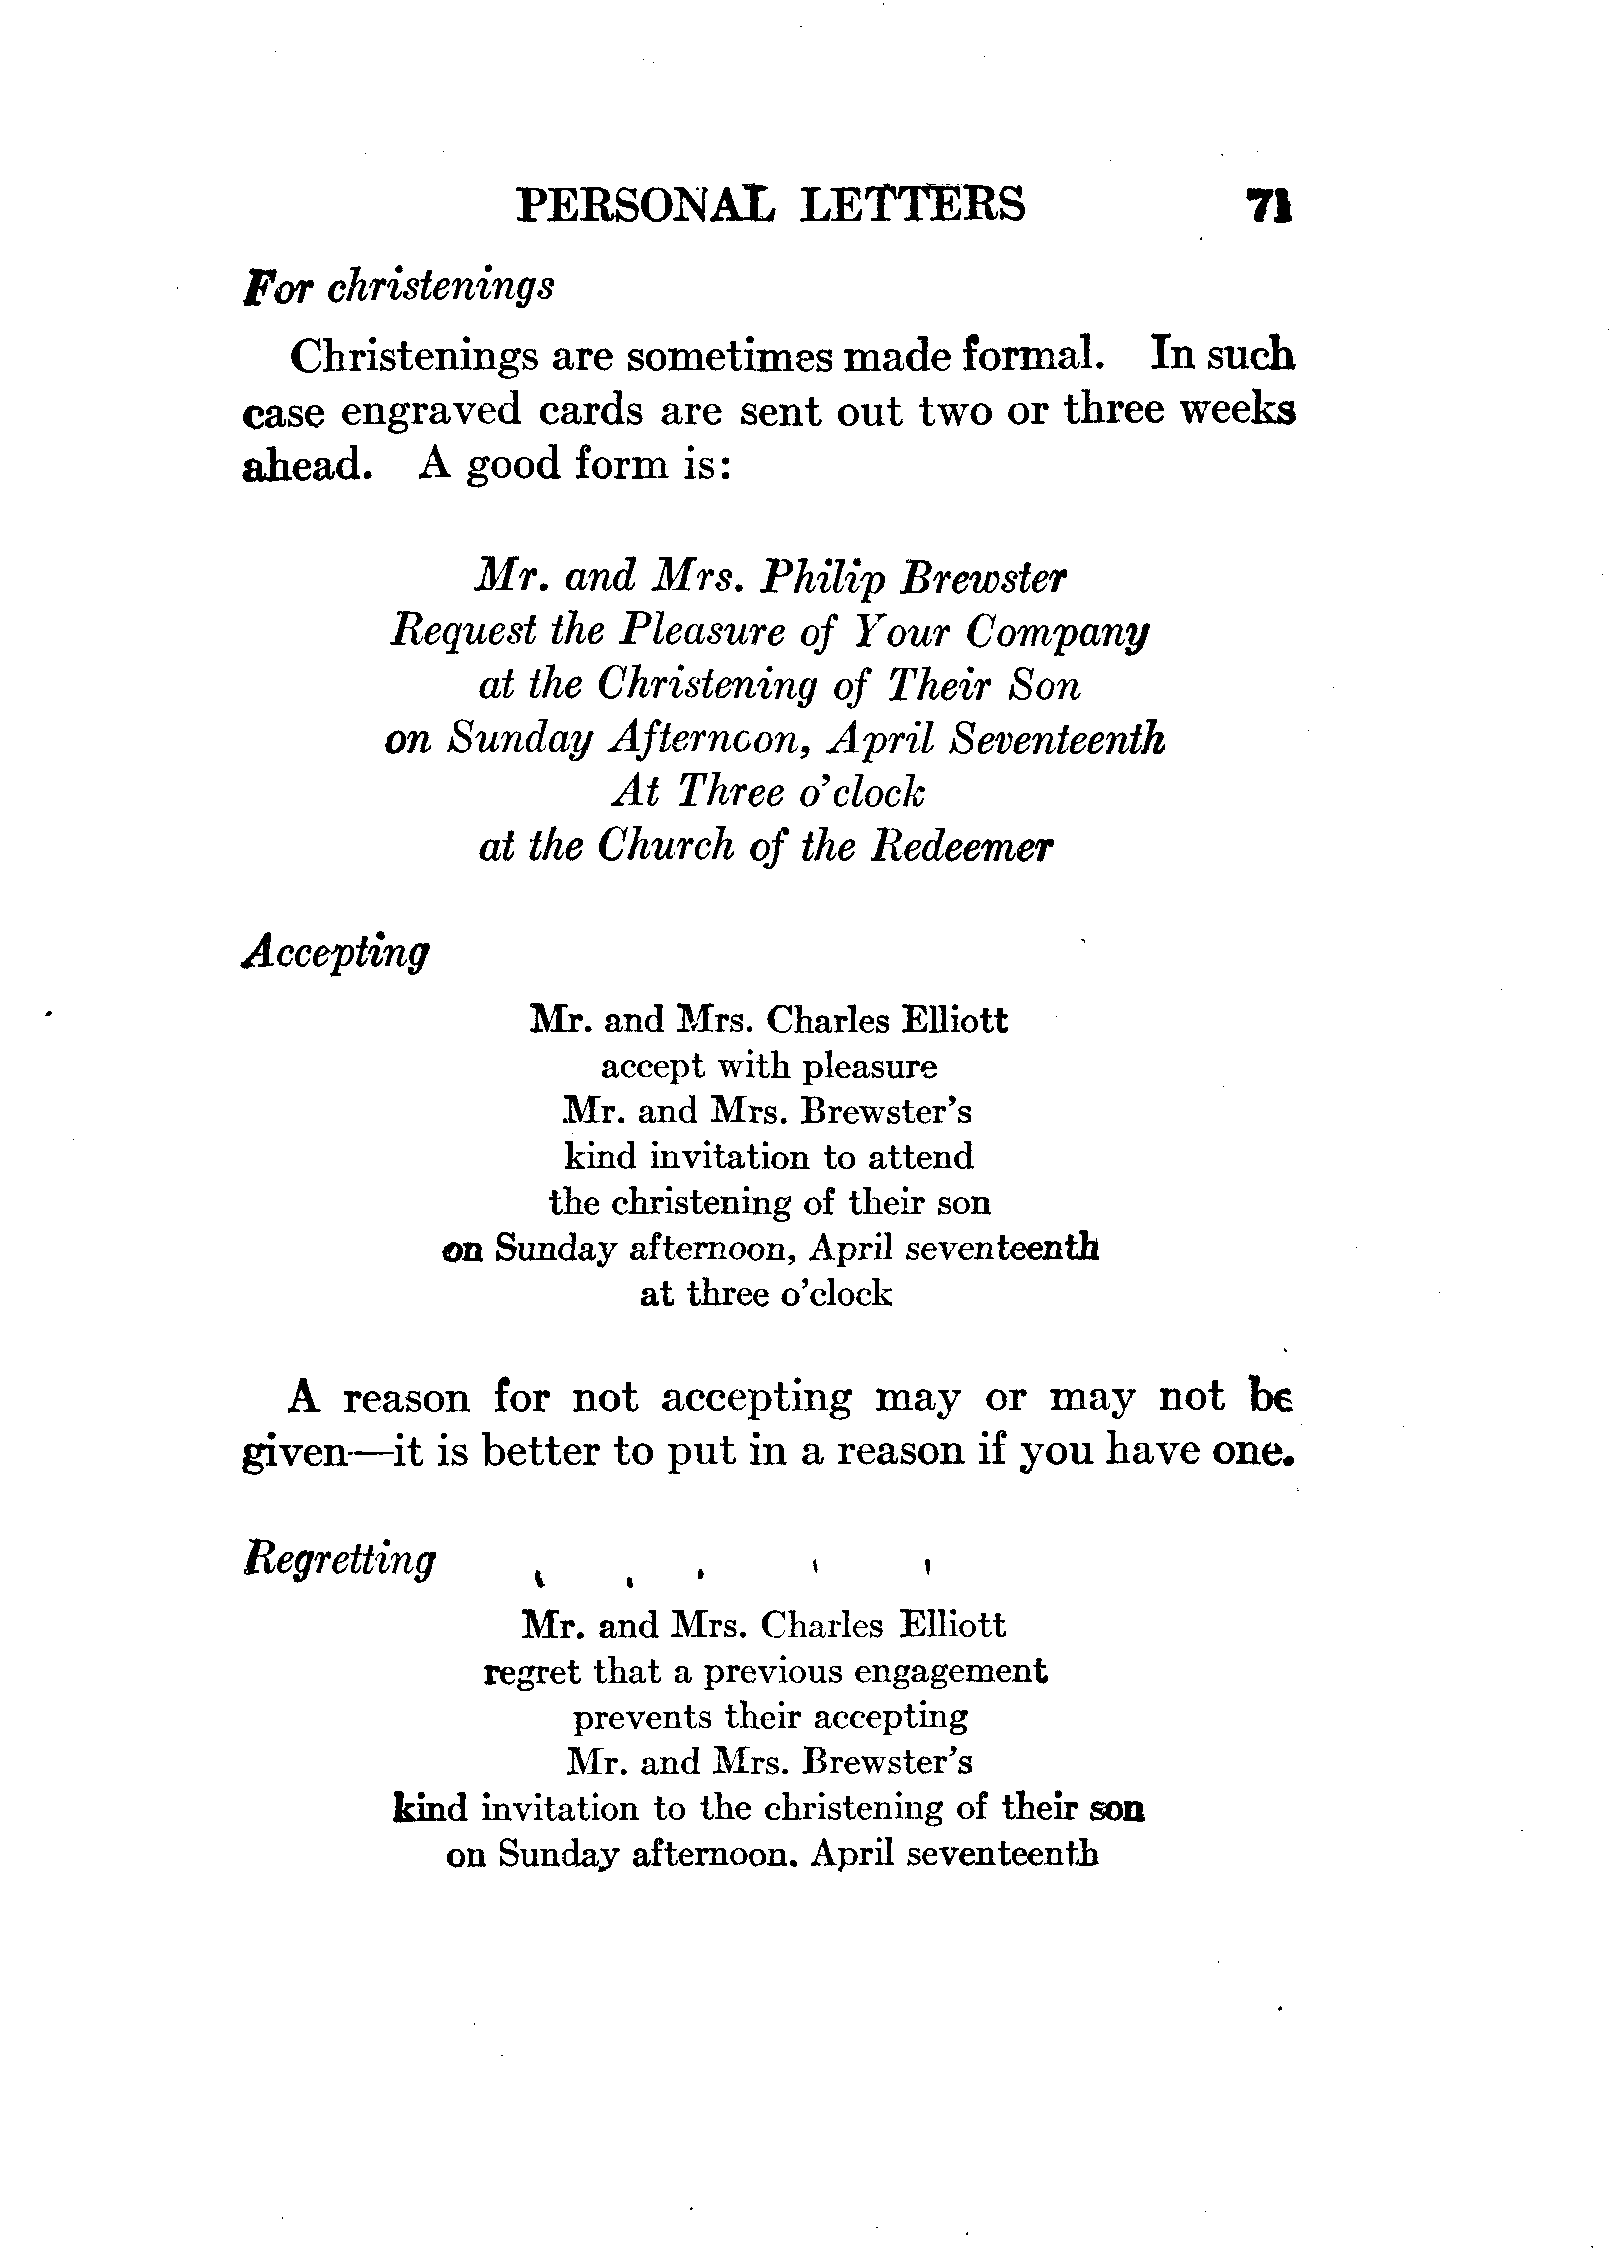 PERSONAL LETTERS 71
For christenings
Christenings are sometimes made formal. In such
case engraved cards are sent out two or three weeks
ahead. A good form is:
Mr. and Mrs. Philip Brewster
Request the Pleasure of Your Company
at the Christening of Their Son
on Sunday Afternoon, April Seventeenth
At Three o'clock
at the Church of the Redeemer
Accepting
Mr. and Mrs. Charles Elliott
accept with pleasure
Mr. and Mrs. Brewster's
kind invitation to attend
the christening of their son
on Sunday afternoon, April seventeenth
at three o'clock
A reason for not accepting may or may not be
given—it is better to put in a reason if you have one.
Regretting
Mr. and Mrs. Charles Elliott
regret that a previous engagement
prevents their accepting
Mr. and Mrs. Brewster's
kind invitation to the christening of their son
on Sunday afternoon. April seventeenth